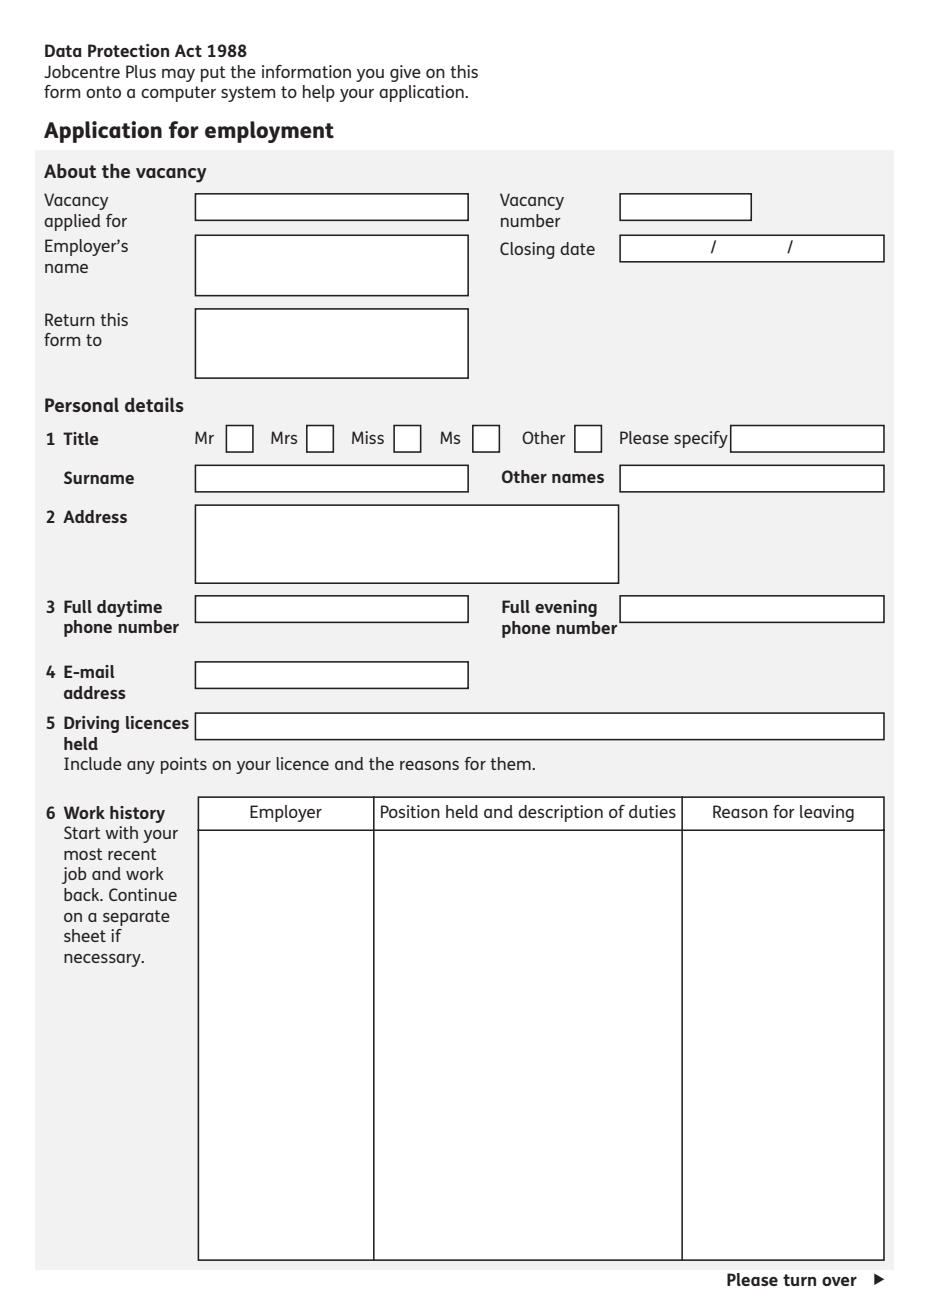 Data Protection Act 1988
Jobcentre Plus may put the information you give on this
form onto a computer system to help your application.
Application for employment
About the vacancy
Vacancy
applied for
Vacancy
number
Employer's
name
Closing date / /
Return this
form to
Personal details
1 Title Mr Mrs Miss Ms Other Please specify
Surname Other names
2 Address
3 Full daytime
phone number
Full evening
phone number
4 E-mail
address
5 Driving licences
held
Include any points on your licence and the reasons for them.
6 Work history
Start with your
most recent
job and work
back. Continue
on a separate
sheet if
necessary.
Employer Position held and description of duties Reason for leaving
Please turn over ▶